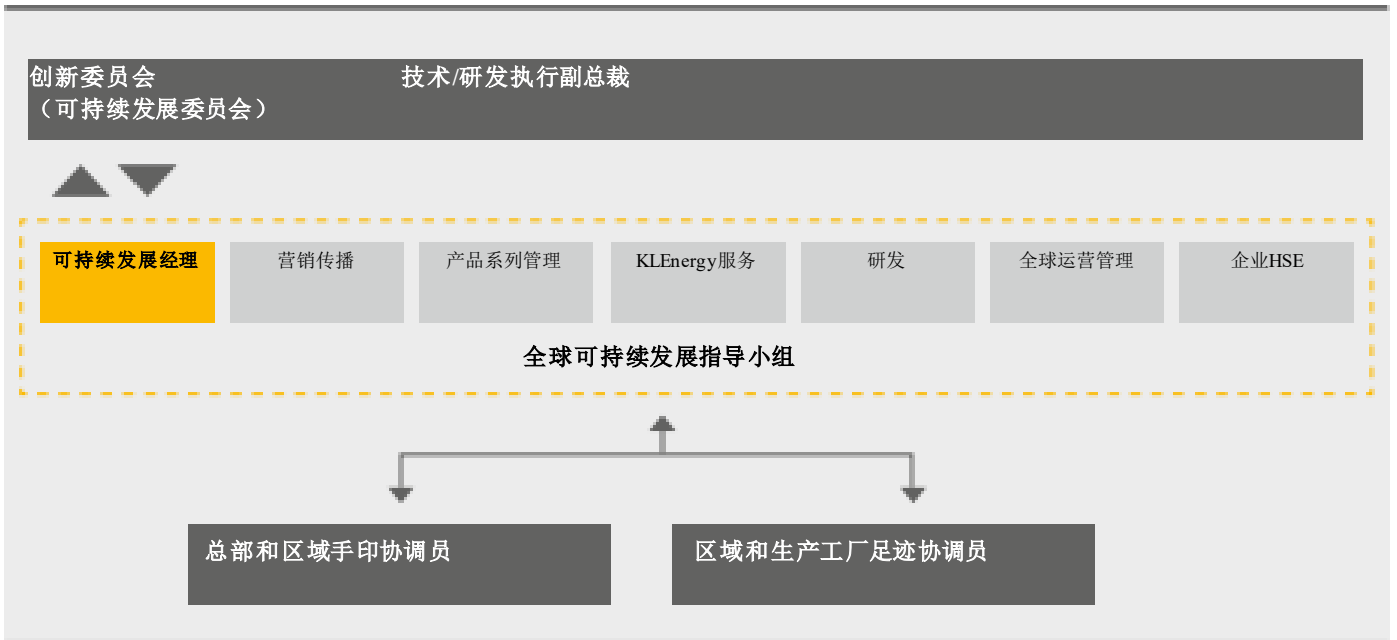 创新委员会 技术/研发执行副总裁
（可持续发展委员会）
可持续发展经理 营销传播 产品系列管理 KLEnergy服务 研发 全球运营管理 企业HSE
全球可持续发展指导小组
总部和区域手印协调员 区域和生产工厂足迹协调员